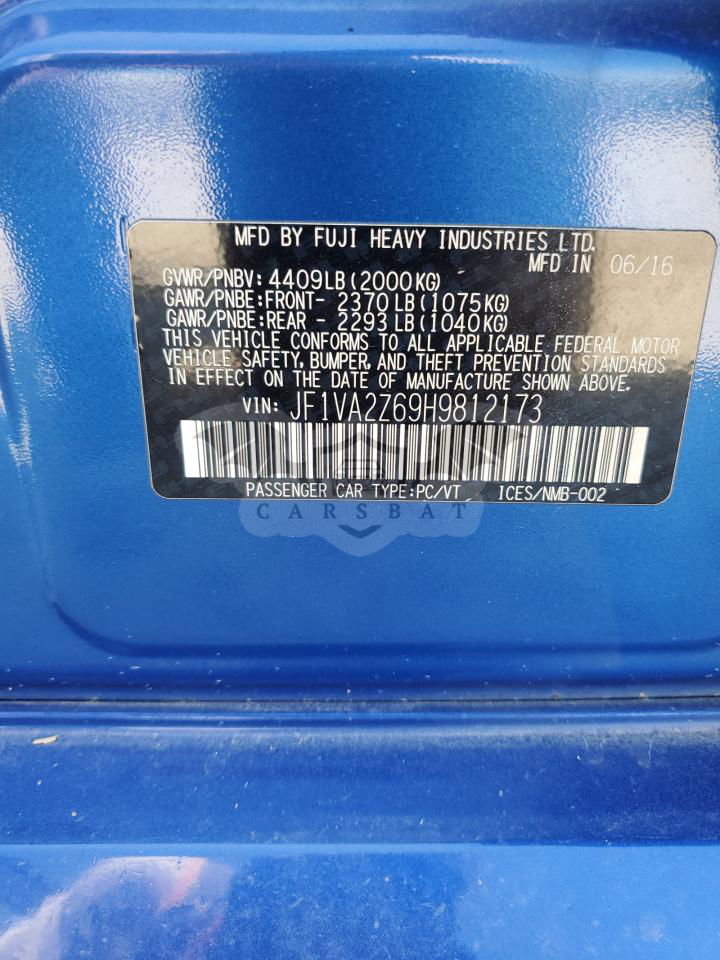 MFD BY FUJI HEAVY INDUSTRIES LTD.
MFD IN 06/16
GVWR/PNBV: 4409LB(2000KG)
GAWR/PNBE:FRONT- 2370LB(1075KG)
GAWR/PNBE:REAR - 2293LB(1040KG)
THIS VEHICLE CONFORMS TO ALL APPLICABLE FEDERAL MOTOR
VEHICLE SAFETY, BUMPER, AND THEFT PREVENTION STANDARDS
IN EFFECT ON THE DATE OF MANUFACTURE SHOWN ABOVE.
VIN: JF1VA2Z69H9812173
PASSENGER CAR TYPE:PC/VT ICES/NMB-002
CARSBAT